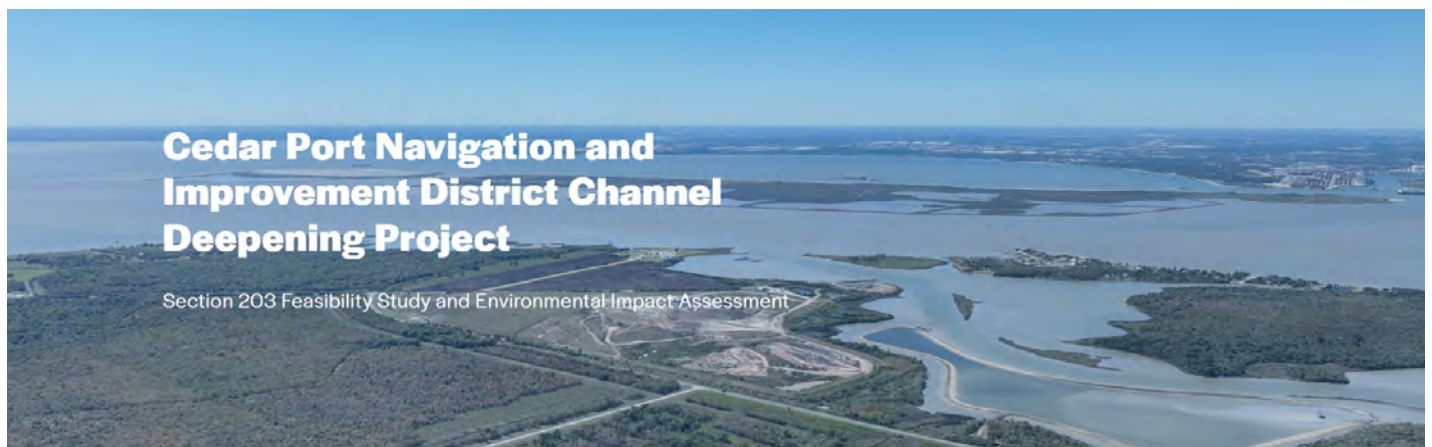 Cedar Port Navigation and
Improvement District Channel
Deepening Project
Section 203 Feasibility Study and Environmental Impact Assessment